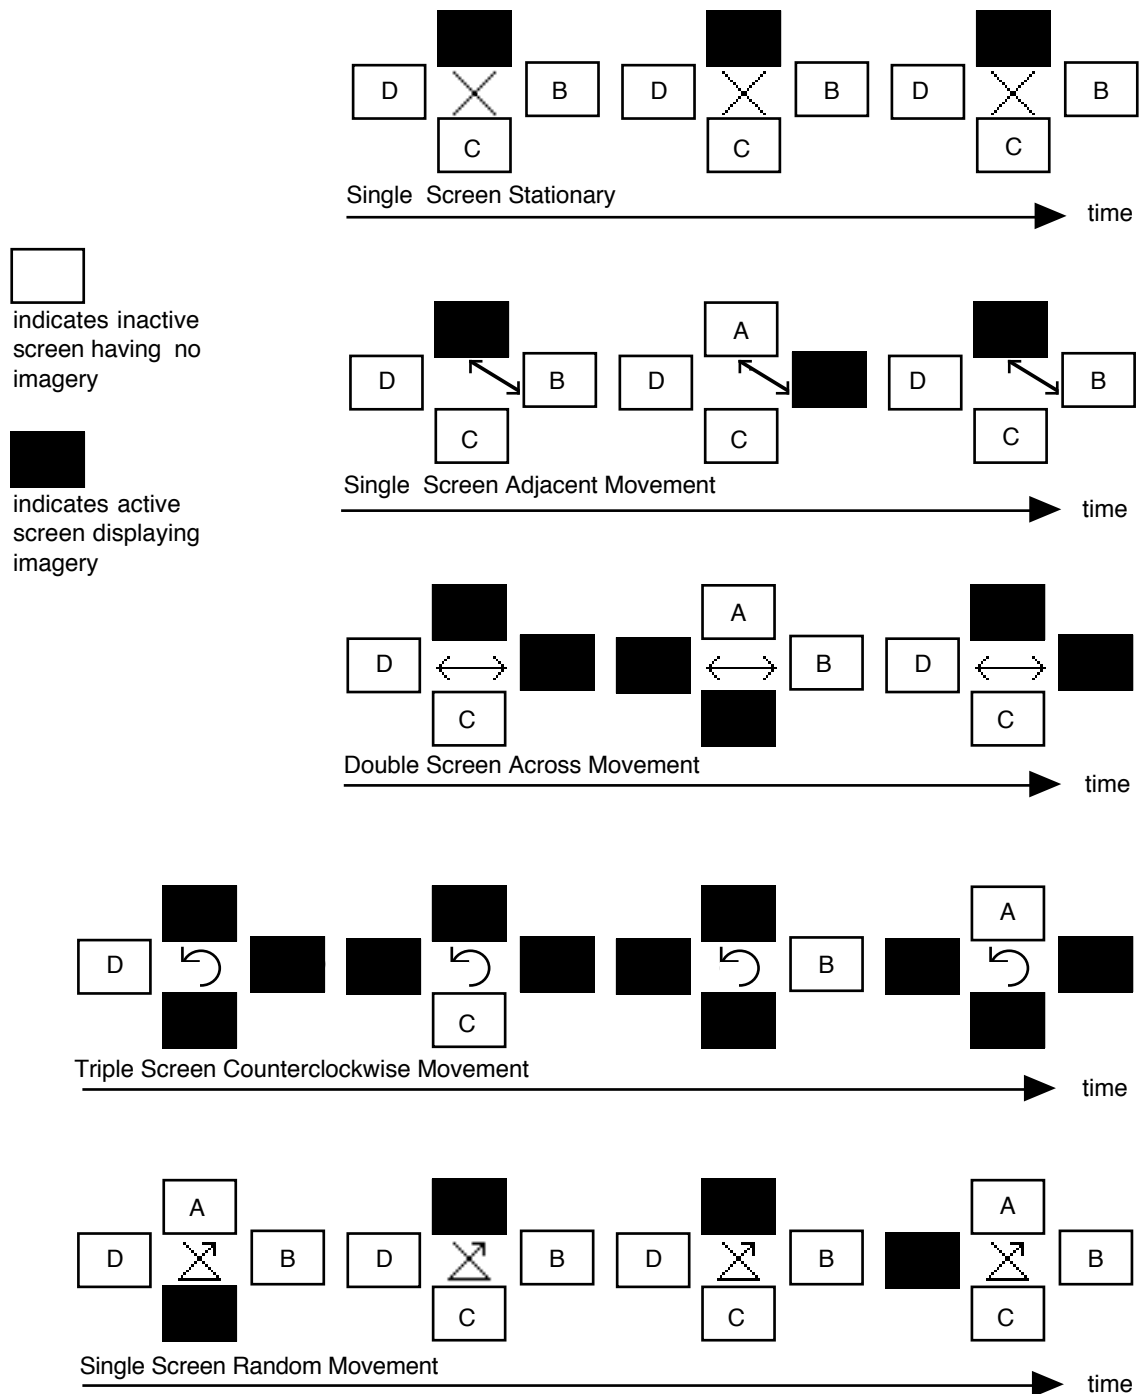 D B D B D B
C C C
Single Screen Stationary
time
indicates inactive
screen having no
imagery
A
D B D D B
C C C
indicates active
screen displaying
imagery
Single Screen Adjacent Movement
time
A
D B D
C C
Double Screen Across Movement
time
A
D B
C
Triple Screen Counterclockwise Movement
time
A A
D B D B D B B
C C C
Single Screen Random Movement
time